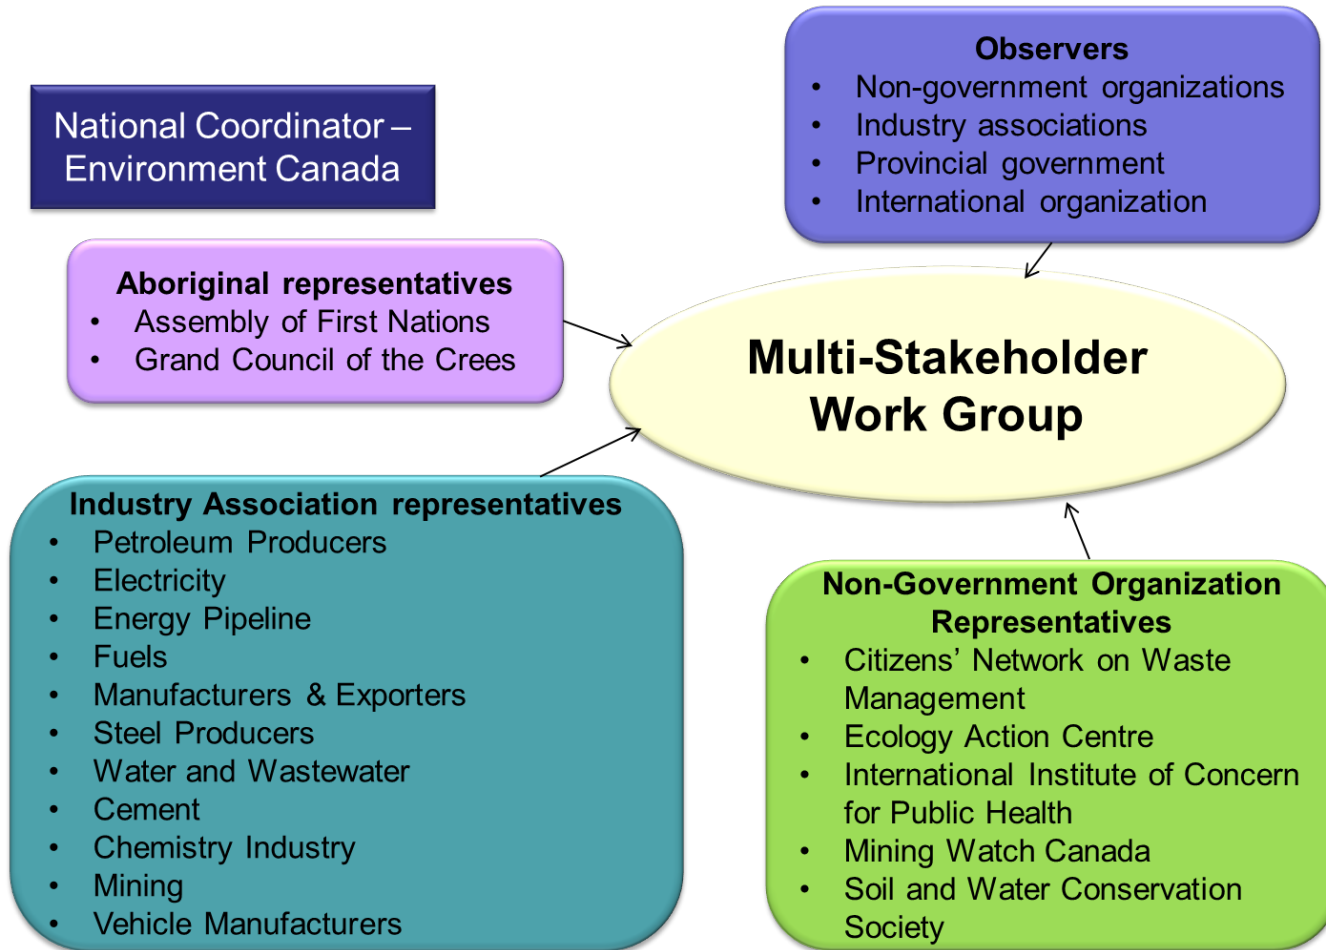 National Coordinator –
Environment Canada
Observers
• Non-government organizations
• Industry associations
• Provincial government
• International organization
Aboriginal representatives
• Assembly of First Nations
• Grand Council of the Crees
Multi-Stakeholder
Work Group
Industry Association representatives
• Petroleum Producers
• Electricity
• Energy Pipeline
• Fuels
• Manufacturers & Exporters
• Steel Producers
• Water and Wastewater
• Cement
• Chemistry Industry
• Mining
• Vehicle Manufacturers
Non-Government Organization
Representatives
• Citizens’ Network on Waste
Management
• Ecology Action Centre
• International Institute of Concern
for Public Health
• Mining Watch Canada
• Soil and Water Conservation
Society